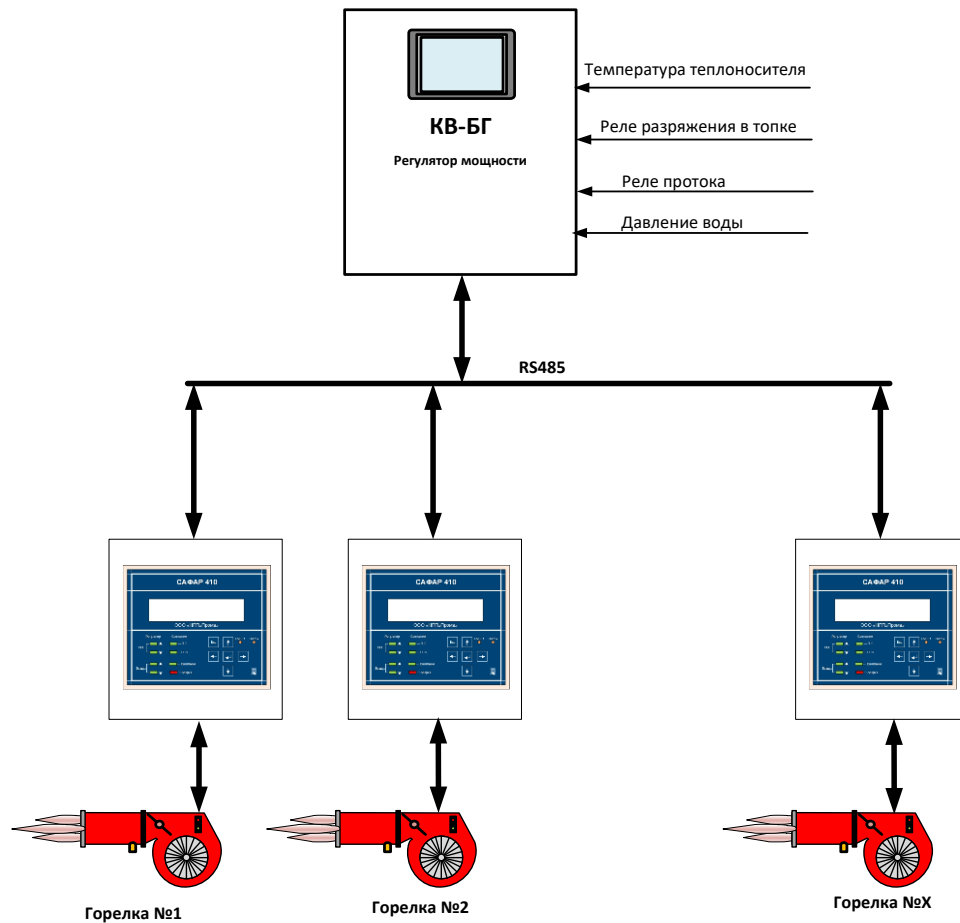 КВ-БГ
Регулятор мощности
Температура теплоносителя
Реле разряжения в топке
Реле протока
Давление воды
RS485
САФАР 410
САФАР 410
САФАР 410
Горелка №1
Горелка №2
Горелка №X